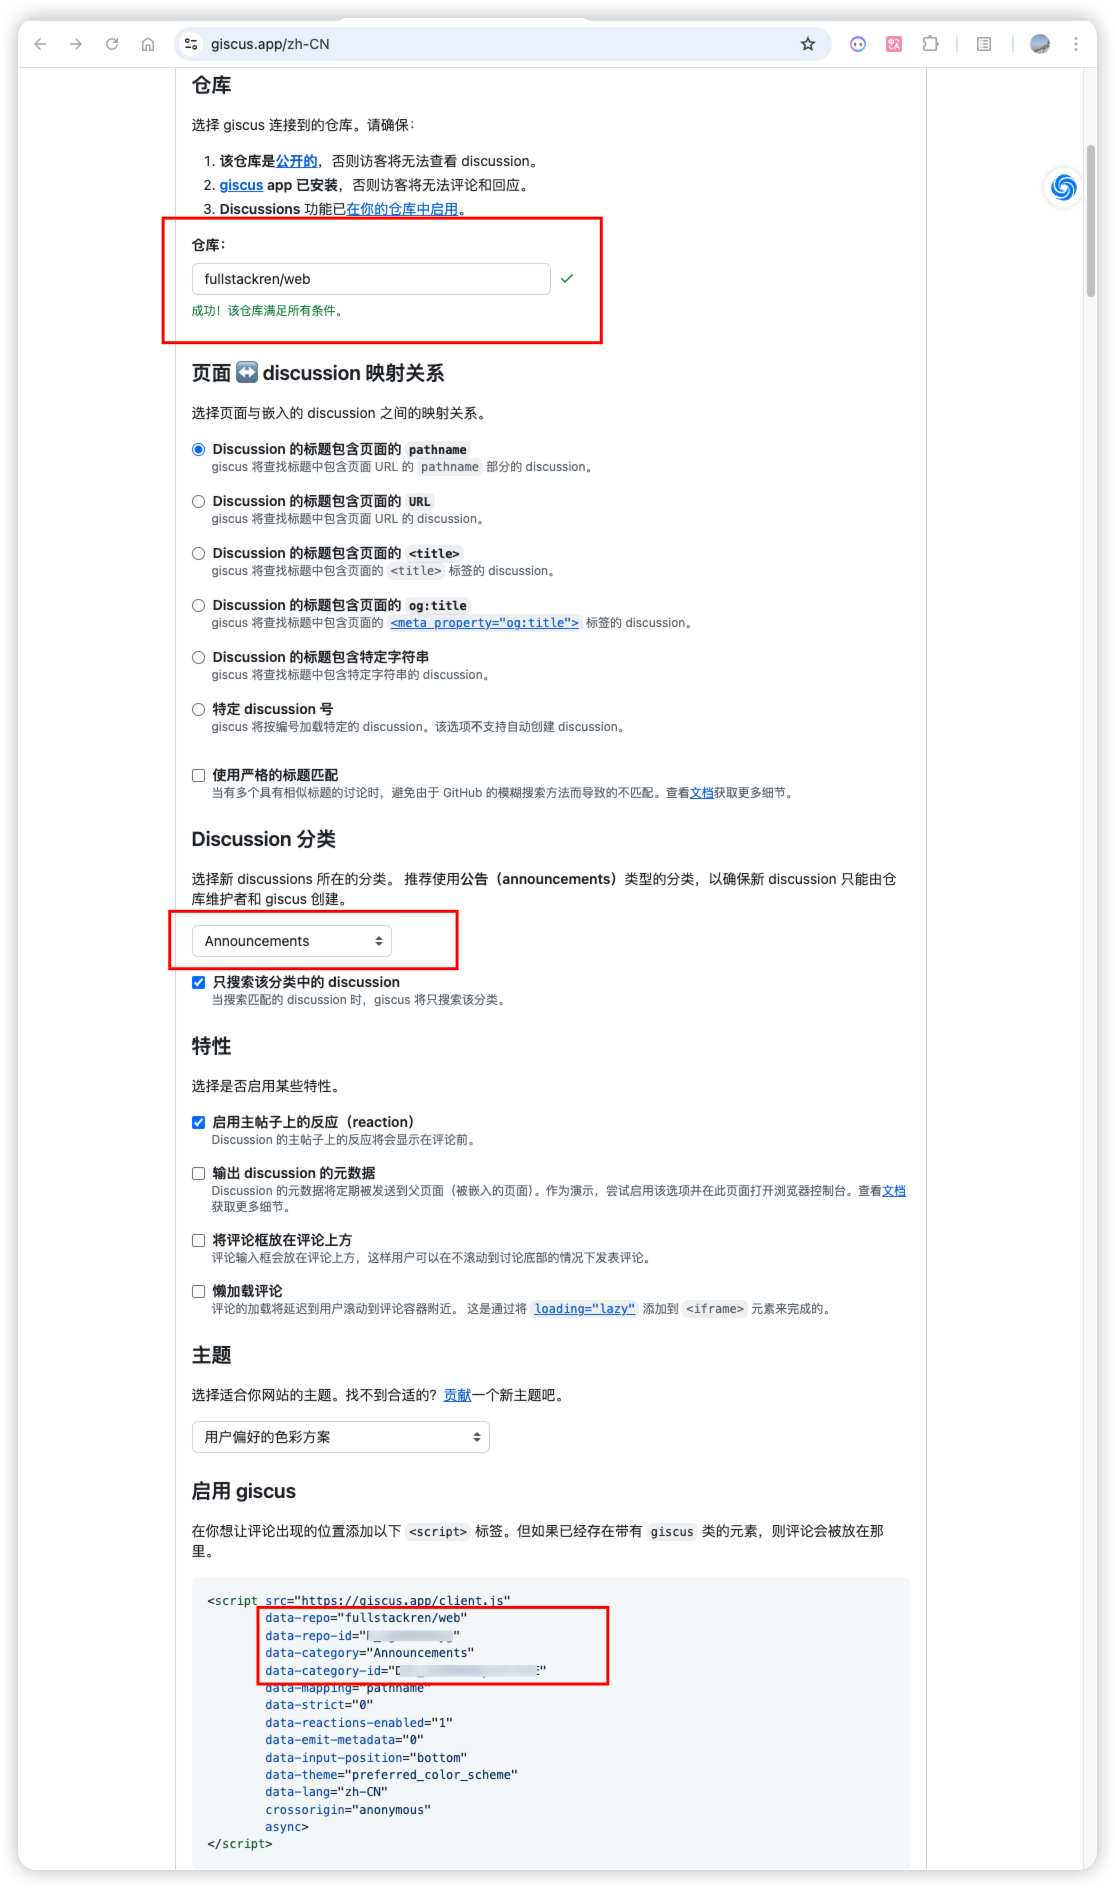 giscus.app/zh-CN
仓库
选择 giscus 连接到的仓库。请确保：
1. 该仓库是公开的，否则访客将无法查看 discussion。
2. giscus app 已安装，否则访客将无法评论和回应。
3. Discussions 功能已在你的仓库中启用。
仓库：
fullstackren/web
成功！该仓库满足所有条件。
页面 ↔️ discussion 映射关系
选择页面与嵌入的 discussion 之间的映射关系。
Discussion 的标题包含页面的 pathname
giscus 将查找标题中包含页面 URL 的 pathname 部分的 discussion。
Discussion 的标题包含页面的 URL
giscus 将查找标题中包含页面 URL 的 discussion。
Discussion 的标题包含页面的 <title>
giscus 将查找标题中包含页面的 <title> 标签的 discussion。
Discussion 的标题包含页面的 og:title
giscus 将查找标题中包含页面的 <meta property="og:title"> 标签的 discussion。
Discussion 的标题包含特定字符串
giscus 将查找标题中包含特定字符串的 discussion。
特定 discussion 号
giscus 将按编号加载特定的 discussion。该选项不支持自动创建 discussion。
使用严格的标题匹配
当有多个具有相似标题的讨论时，避免由于 GitHub 的模糊搜索方法而导致的不匹配。查看文档获取更多细节。
Discussion 分类
选择新 discussions 所在的分类。 推荐使用公告（announcements）类型的分类，以确保新 discussion 只能由仓
库维护者和 giscus 创建。
Announcements
只搜索该分类中的 discussion
当搜索匹配的 discussion 时，giscus 将只搜索该分类。
特性
选择是否启用某些特性。
启用主帖子上的反应（reaction）
Discussion 的主帖子上的反应将会显示在评论前。
输出 discussion 的元数据
Discussion 的元数据将定期被发送到父页面（被嵌入的页面）。作为演示，尝试启用该选项并在此页面打开浏览器控制台。查看文档
获取更多细节。
将评论框放在评论上方
评论输入框会放在评论上方，这样用户可以在不滚动到讨论底部的情况下发表评论。
懒加载评论
评论的加载将延迟到用户滚动到评论容器附近。 这是通过将 loading="lazy" 添加到 <iframe> 元素来完成的。
主题
选择适合你网站的主题。找不到合适的？贡献一个新主题吧。
用户偏好的色彩方案
启用 giscus
在你想让评论出现的位置添加以下 <script> 标签。但如果已经存在带有 giscus 类的元素，则评论会被放在那
里。
<script src="https://giscus.app/client.js"
data-repo="fullstackren/web"
data-repo-id="
data-category="Announcements"
data-category-id="D
data-mapping="pathname"
data-strict="0"
data-reactions-enabled="1"
data-emit-metadata="0"
data-input-position="bottom"
data-theme="preferred_color_scheme"
data-lang="zh-CN"
crossorigin="anonymous"
async>
</script>